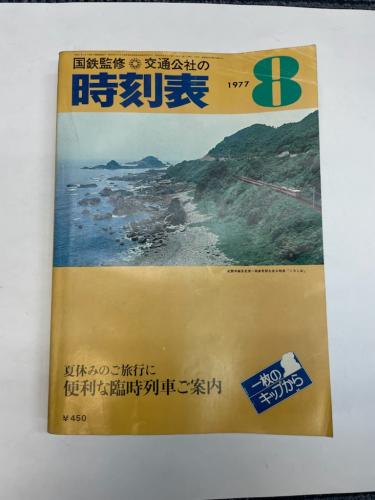 国鉄監修 交通公社の
時刻表
1977
8
夏休みのご旅行に
便利な臨時列車ご案内
¥450
一枚の
キップから